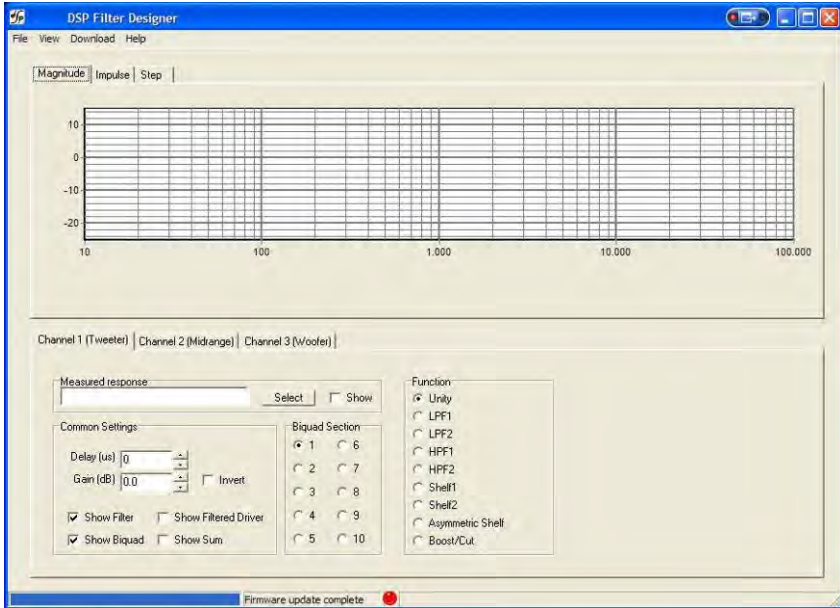 DSP Filter Designer
File View Download Help
Magnitude Impulse Step
10
0
-10
-20
10 100 1.000 10.000 100.000
Channel 1 (Tweeter) Channel 2 (Midrange) Channel 3 (Woofer)
Measured response
Select Show
Common Settings
Delay (us) 0
Gain (dB) 0.0 Invert
Show Filter Show Filtered Driver
Show Biquad Show Sum
Biquad Section
1 6
2 7
3 8
4 9
5 10
Function
Unity
LPF1
LPF2
HPF1
HPF2
Shelf1
Shelf2
Asymmetric Shelf
Boost/Cut
Firmware update complete